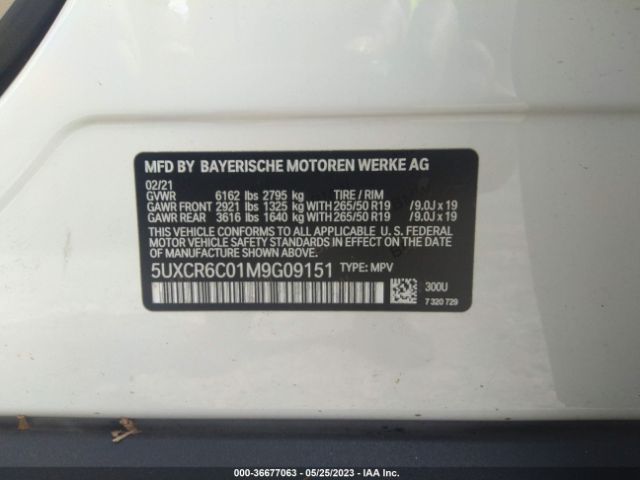 MFD BY BAYERISCHE MOTOREN WERKE AG
02/21
GVWR 6162 lbs 2795 kg TIRE / RIM
GAWR FRONT 2921 lbs 1325 kg WITH 265/50 R19 /9.0J x 19
GAWR REAR 3616 lbs 1640 kg WITH 265/50 R19 /9.0J x 19
THIS VEHICLE CONFORMS TO ALL APPLICABLE U. S. FEDERAL
MOTOR VEHICLE SAFETY STANDARDS IN EFFECT ON THE DATE
OF MANUFACTURE SHOWN ABOVE.
5UXCR6C01M9G09151 TYPE: MPV
300U
7 320 729
000-36677063 - 05/25/2023 - IAA Inc.